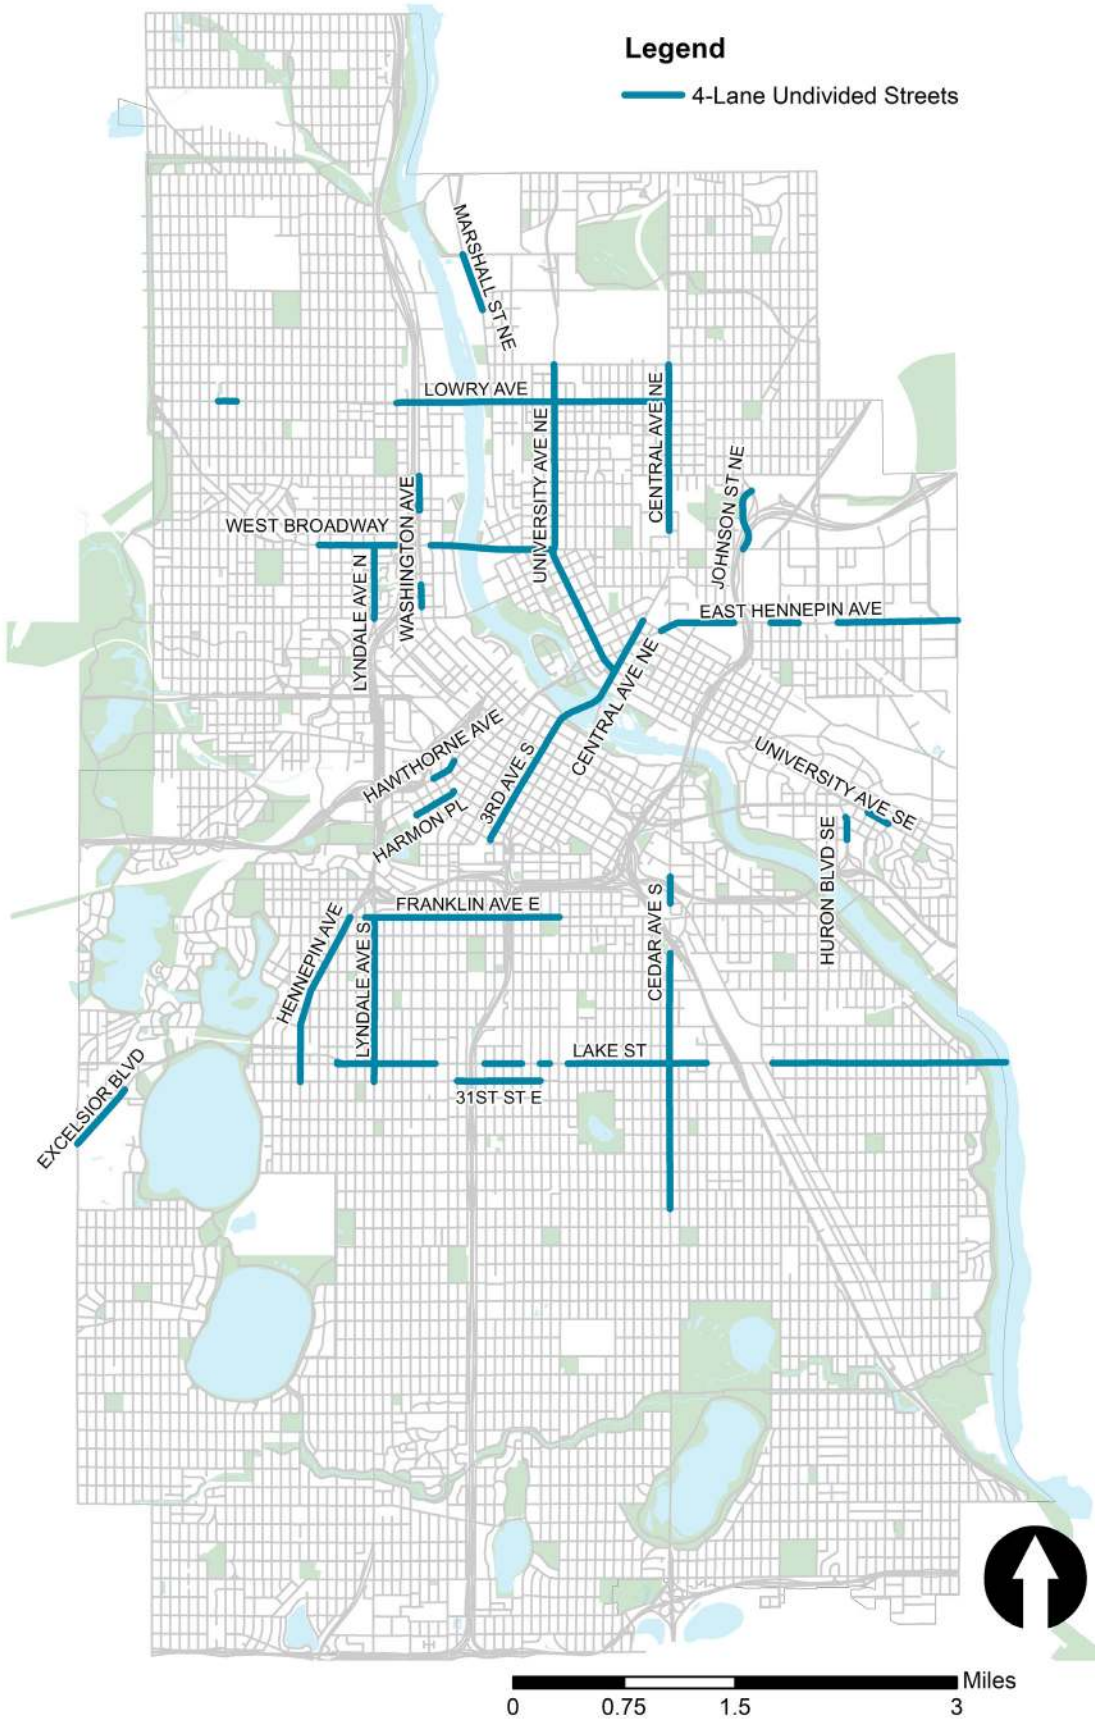 Legend
4-Lane Undivided Streets
MARSHALL ST NE
LOWRY AVE
UNIVERSITY AVE NE
CENTRAL AVE NE
JOHNSON ST NE
WASHINGTON AVE
WEST BROADWAY
LYNDALE AVE N
EAST HENNEPIN AVE
CENTRAL AVE NE
HAWTHORNE AVE
3RD AVE S
HARMON PL
UNIVERSITY AVE SE
HURON BLVD SE
FRANKLIN AVE E
HENNEPIN AVE
LYNDALE AVE S
CEDAR AVE S
LAKE ST
31ST ST E
EXCELSIOR BLVD
Miles
0 0.75 1.5 3